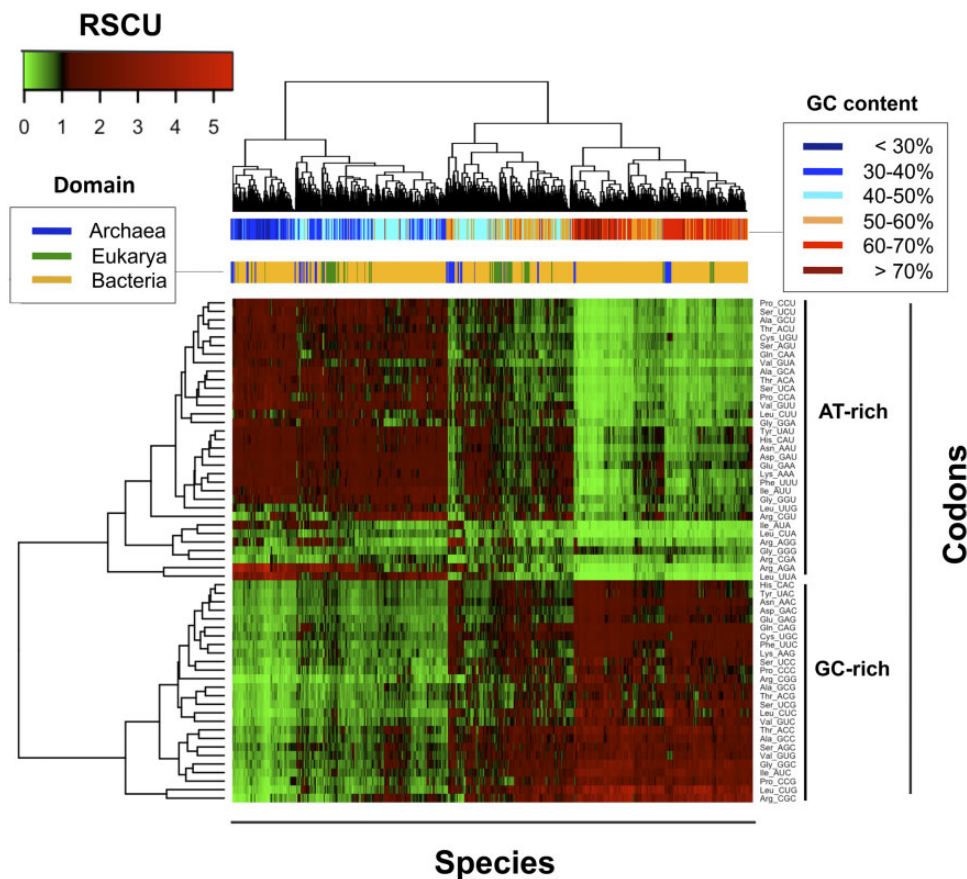 RSCU
0 1 2 3 4 5
GC content
< 30%
30-40%
40-50%
50-60%
60-70%
> 70%
Domain
Archaea
Eukarya
Bacteria
Pro_CCU
Ser_UCU
Ala_GCU
Thr_ACU
Cys_UGU
Ser_AGU
Gln_CAA
Val_GUA
Ala_GCA
Thr_ACA
Ser_UCA
Pro_CCA
Val_GUU
Leu_CUU
Gly_GGA
Tyr_UAU
His_CAU
Asn_AAU
Asp_GAU
Glu_GAA
Lys_AAA
Phe_UUU
Ile_AUU
Gly_GGU
Leu_UUG
Arg_CGU
Ile_AUA
Leu_CUA
Arg_AGG
Gly_GGG
Arg_CGA
Arg_AGA
Leu_UUA
His_CAC
Tyr_UAC
Asn_AAC
Asp_GAC
Glu_GAG
Gln_CAG
Cys_UGC
Phe_UUC
Lys_AAG
Ser_UCC
Pro_CCC
Arg_CGG
Ala_GCG
Thr_ACG
Ser_UCG
Leu_CUC
Val_GUC
Thr_ACC
Ala_GCC
Ser_AGC
Val_GUG
Gly_GGC
Ile_AUC
Pro_CCG
Leu_CUG
Arg_CGC
AT-rich
GC-rich
Codons
Species